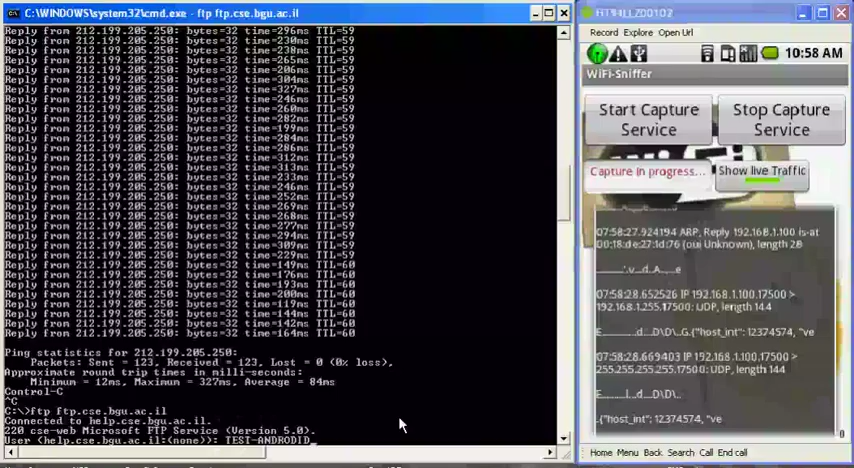 C:\WINDOWS\system32\cmd.exe - ftp ftp.cse.bgu.ac.il
Reply from 212.199.205.250: bytes=32 time=296ms TTL=59
Reply from 212.199.205.250: bytes=32 time=230ms TTL=59
Reply from 212.199.205.250: bytes=32 time=238ms TTL=59
Reply from 212.199.205.250: bytes=32 time=265ms TTL=59
Reply from 212.199.205.250: bytes=32 time=206ms TTL=59
Reply from 212.199.205.250: bytes=32 time=304ms TTL=59
Reply from 212.199.205.250: bytes=32 time=327ms TTL=59
Reply from 212.199.205.250: bytes=32 time=246ms TTL=59
Reply from 212.199.205.250: bytes=32 time=260ms TTL=59
Reply from 212.199.205.250: bytes=32 time=282ms TTL=59
Reply from 212.199.205.250: bytes=32 time=199ms TTL=59
Reply from 212.199.205.250: bytes=32 time=284ms TTL=59
Reply from 212.199.205.250: bytes=32 time=286ms TTL=59
Reply from 212.199.205.250: bytes=32 time=312ms TTL=59
Reply from 212.199.205.250: bytes=32 time=313ms TTL=59
Reply from 212.199.205.250: bytes=32 time=233ms TTL=59
Reply from 212.199.205.250: bytes=32 time=246ms TTL=59
Reply from 212.199.205.250: bytes=32 time=252ms TTL=59
Reply from 212.199.205.250: bytes=32 time=269ms TTL=59
Reply from 212.199.205.250: bytes=32 time=268ms TTL=59
Reply from 212.199.205.250: bytes=32 time=277ms TTL=59
Reply from 212.199.205.250: bytes=32 time=294ms TTL=59
Reply from 212.199.205.250: bytes=32 time=309ms TTL=59
Reply from 212.199.205.250: bytes=32 time=229ms TTL=59
Reply from 212.199.205.250: bytes=32 time=149ms TTL=60
Reply from 212.199.205.250: bytes=32 time=176ms TTL=60
Reply from 212.199.205.250: bytes=32 time=193ms TTL=60
Reply from 212.199.205.250: bytes=32 time=200ms TTL=60
Reply from 212.199.205.250: bytes=32 time=119ms TTL=60
Reply from 212.199.205.250: bytes=32 time=144ms TTL=60
Reply from 212.199.205.250: bytes=32 time=142ms TTL=60
Reply from 212.199.205.250: bytes=32 time=164ms TTL=60
Ping statistics for 212.199.205.250:
Packets: Sent = 123, Received = 123, Lost = 0 (0% loss),
Approximate round trip times in milli-seconds:
Minimum = 12ms, Maximum = 327ms, Average = 84ms
Control-C
^C
C:\>ftp ftp.cse.bgu.ac.il
Connected to help.cse.bgu.ac.il.
220 cse-web Microsoft FTP Service (Version 5.0).
User (help.cse.bgu.ac.il:(none)): TEST-ANDRODID_
Record Explore Open Url
10:58 AM
WiFi-Sniffer
Start Capture Service
Stop Capture Service
Capture in progress...
Show live Traffic
07:58:27.924194 ARP, Reply 192.168.1.100 is-at
00:18:de:27:1d:76 (oui Unknown), length 28
07:58:28.652526 IP 192.168.1.100.17500 >
192.168.1.255.17500: UDP, length 144
E......d...D\D\..G.{"host_int": 12374574, "ve
07:58:28.669403 IP 192.168.1.100.17500 >
255.255.255.255.17500: UDP, length 144
.{"host_int": 12374574, "ve
Home Menu Back Search Call End call